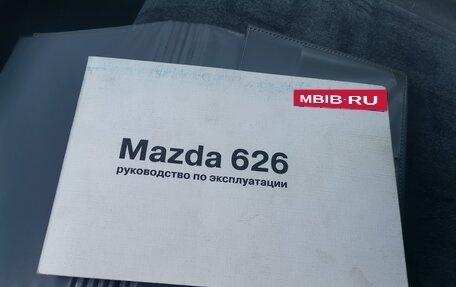 MBIB.RU
Mazda 626
руководство по эксплуатации